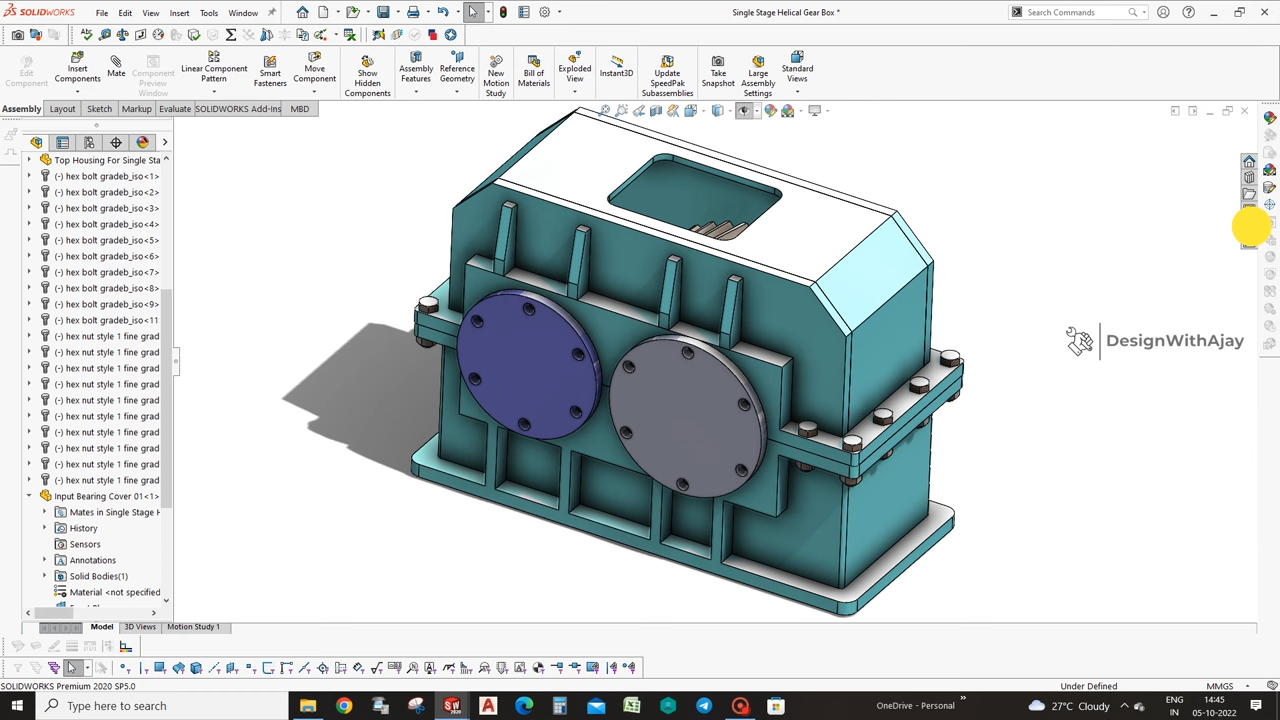 SOLIDWORKS
File Edit View Insert Tools Window
Single Stage Helical Gear Box *
Search Commands
Edit Component
Insert Components
Mate
Component Preview Window
Linear Component Pattern
Smart Fasteners
Move Component
Show Hidden Components
Assembly Features
Reference Geometry
New Motion Study
Bill of Materials
Exploded View
Instant3D
Update SpeedPak Subassemblies
Take Snapshot
Large Assembly Settings
Standard Views
Assembly Layout Sketch Markup Evaluate SOLIDWORKS Add-Ins MBD
Top Housing For Single Sta
(-) hex bolt gradeb_iso<1>
(-) hex bolt gradeb_iso<2>
(-) hex bolt gradeb_iso<3>
(-) hex bolt gradeb_iso<4>
(-) hex bolt gradeb_iso<5>
(-) hex bolt gradeb_iso<6>
(-) hex bolt gradeb_iso<7>
(-) hex bolt gradeb_iso<8>
(-) hex bolt gradeb_iso<9>
(-) hex bolt gradeb_iso<11
(-) hex nut style 1 fine grad
(-) hex nut style 1 fine grad
(-) hex nut style 1 fine grad
(-) hex nut style 1 fine grad
(-) hex nut style 1 fine grad
(-) hex nut style 1 fine grad
(-) hex nut style 1 fine grad
(-) hex nut style 1 fine grad
(-) hex nut style 1 fine grad
(-) hex nut style 1 fine grad
Input Bearing Cover 01<1>
Mates in Single Stage H
History
Sensors
Annotations
Solid Bodies(1)
Material <not specified
DesignWithAjay
Model 3D Views Motion Study 1
SOLIDWORKS Premium 2020 SP5.0
Under Defined
MMGS
Type here to search
OneDrive - Personal
27°C Cloudy
ENG
IN
14:45
05-10-2022